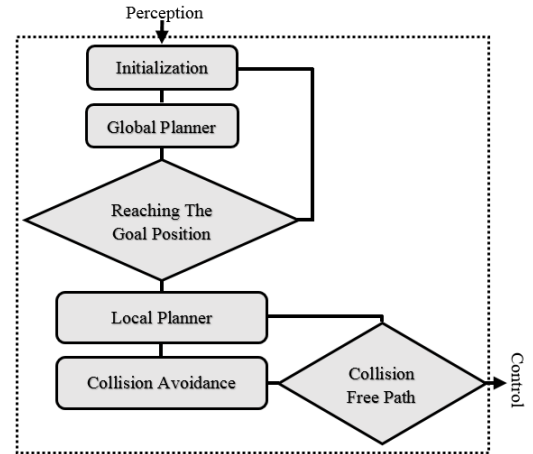 Perception
Initialization
Global Planner
Reaching The
Goal Position
Local Planner
Collision Avoidance
Collision
Free Path
Control